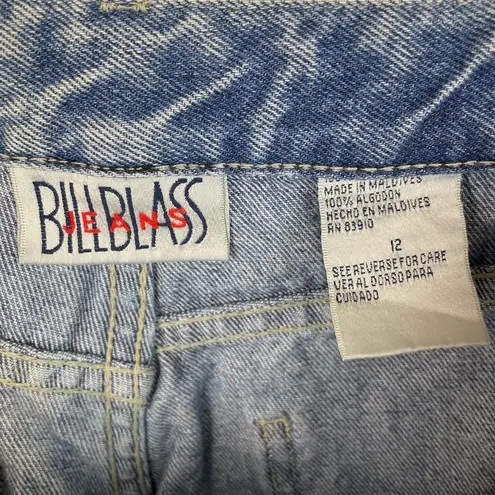 BILLBLASS
JEANS
MADE IN MALDIVES
100% ALGODON
HECHO EN MALDIVES
RN 83910
12
SEE REVERSE FOR CARE
VER AL DORSO PARA
CUIDADO